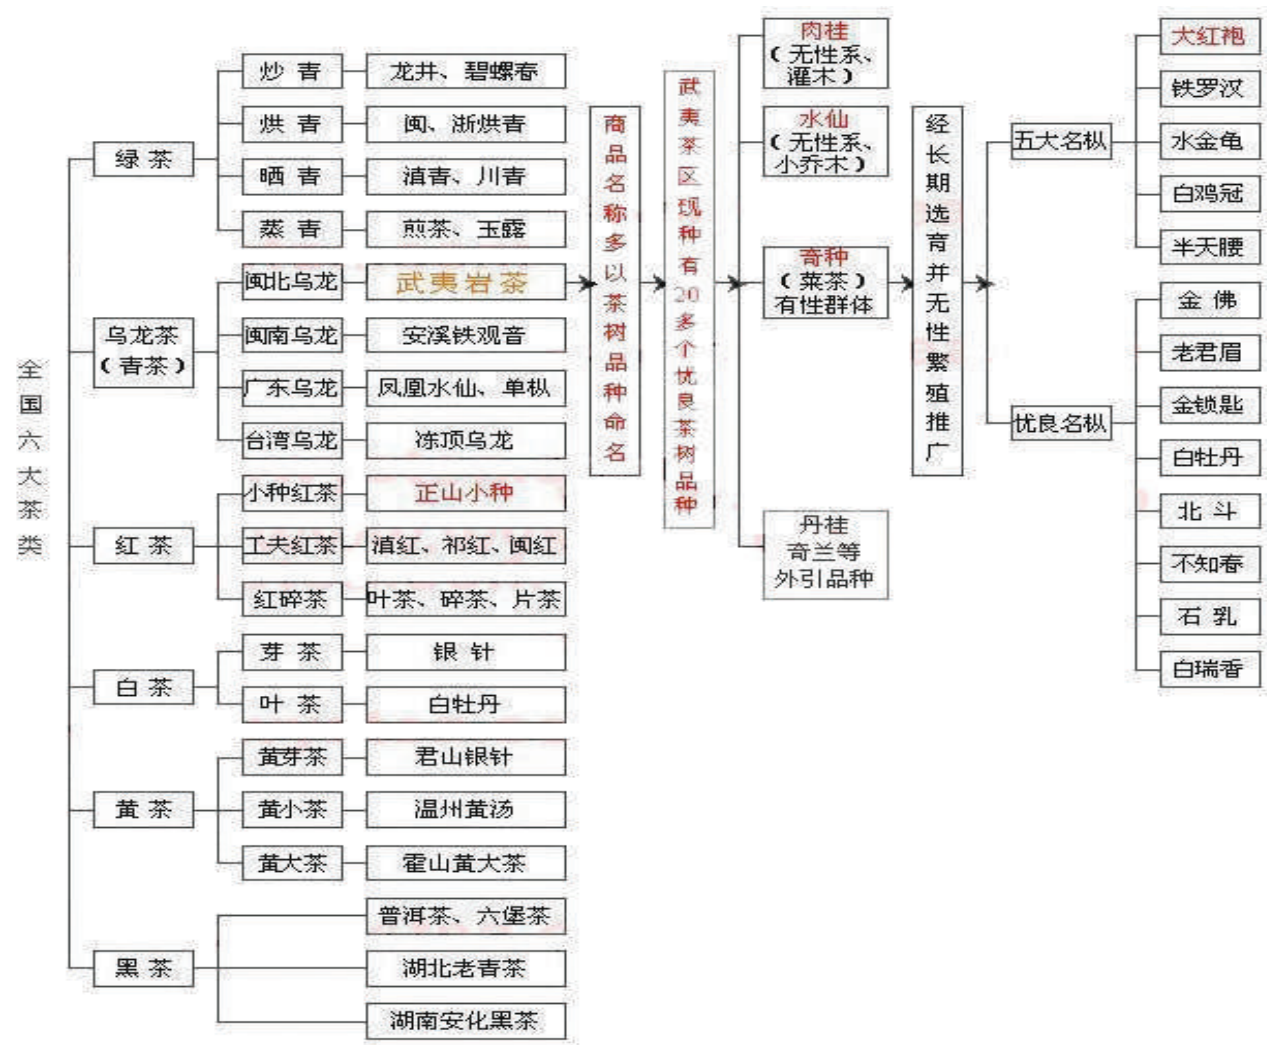 全国六大茶类
绿 茶
炒 青
龙井、碧螺春
烘 青
闽、浙烘青
晒 青
滇青、川青
蒸 青
煎茶、玉露
乌龙茶
（青茶）
闽北乌龙
武夷岩茶
闽南乌龙
安溪铁观音
广东乌龙
凤凰水仙、单枞
台湾乌龙
冻顶乌龙
红 茶
小种红茶
正山小种
工夫红茶
滇红、祁红、闽红
红碎茶
叶茶、碎茶、片茶
白 茶
芽 茶
银 针
叶 茶
白牡丹
黄 茶
黄芽茶
君山银针
黄小茶
温州黄汤
黄大茶
霍山黄大茶
黑 茶
普洱茶、六堡茶
湖北老青茶
湖南安化黑茶
商品名称多以茶树品种命名
武夷茶区现种有20多个优良茶树品种
肉桂
（无性系、
灌木）
水仙
（无性系、
小乔木）
奇种
（菜茶）
有性群体
丹桂
奇兰等
外引品种
经长期选育并无性繁殖推广
五大名枞
大红袍
铁罗汉
水金龟
白鸡冠
半天腰
优良名枞
金 佛
老君眉
金锁匙
白牡丹
北 斗
不知春
石 乳
白瑞香